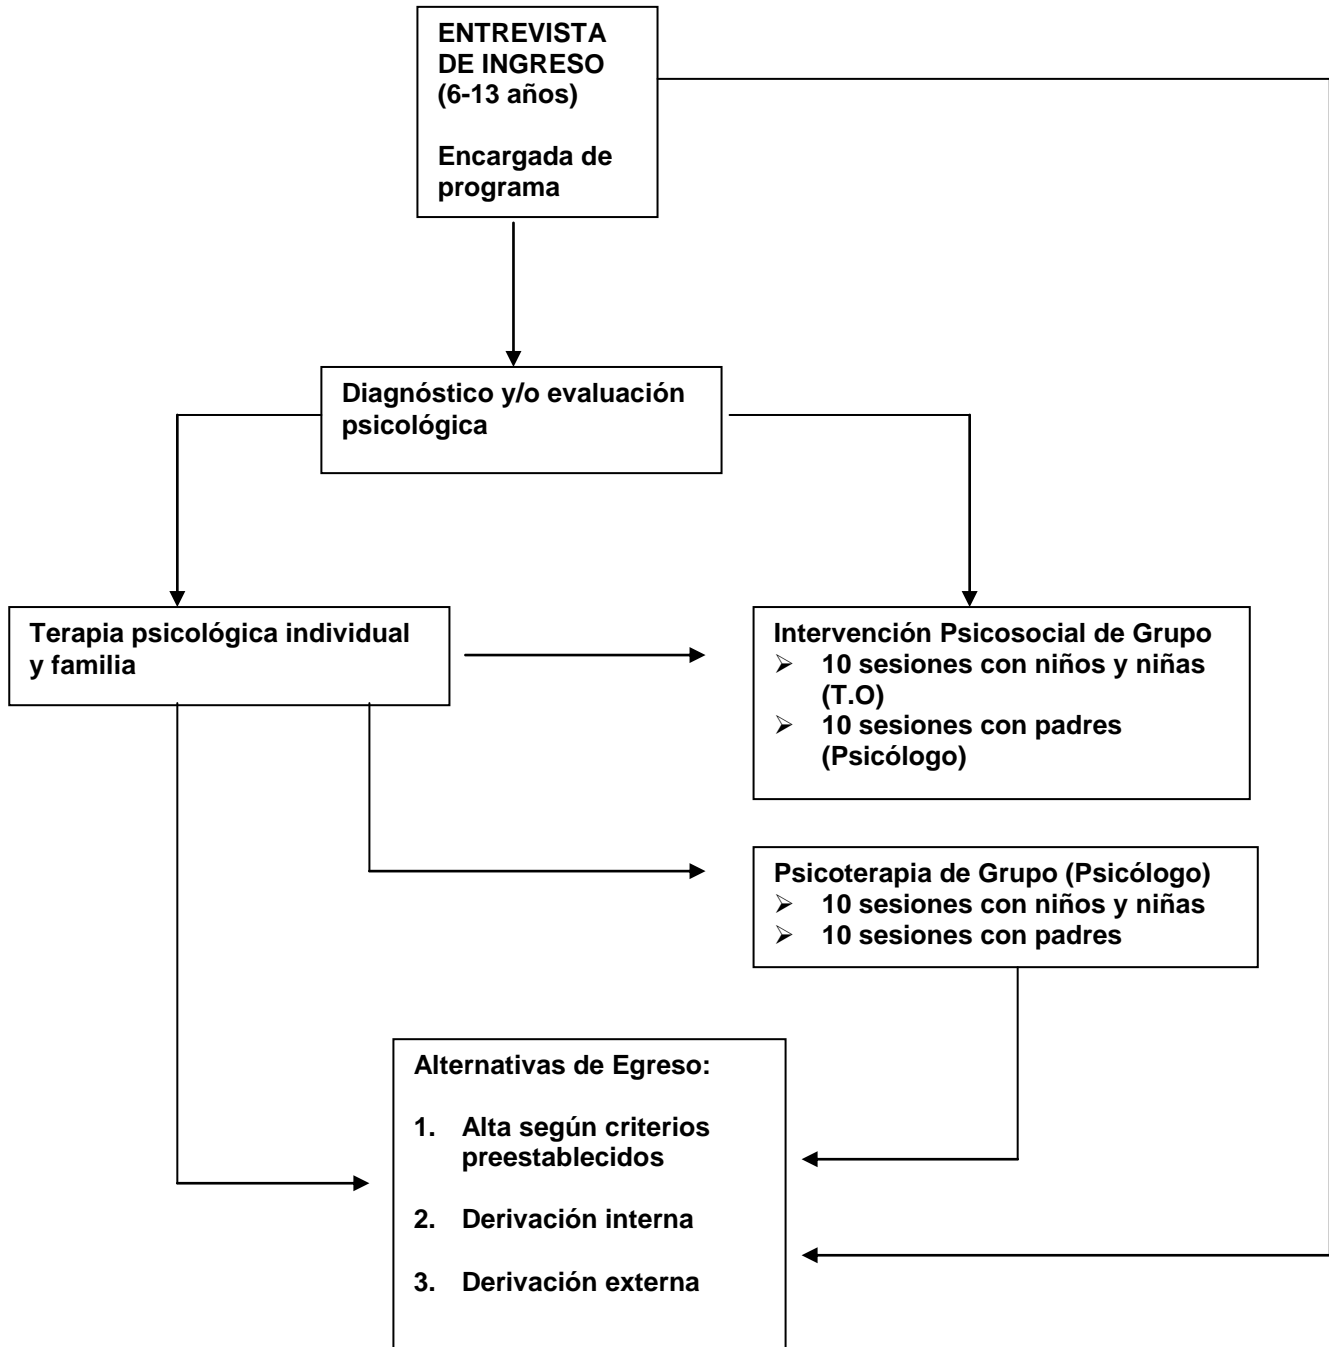 ENTREVISTA
DE INGRESO
(6-13 años)
Encargada de
programa
Diagnóstico y/o evaluación
psicológica
Terapia psicológica individual
y familia
Intervención Psicosocial de Grupo
➢ 10 sesiones con niños y niñas
(T.O)
➢ 10 sesiones con padres
(Psicólogo)
Psicoterapia de Grupo (Psicólogo)
➢ 10 sesiones con niños y niñas
➢ 10 sesiones con padres
Alternativas de Egreso:
1. Alta según criterios
preestablecidos
2. Derivación interna
3. Derivación externa